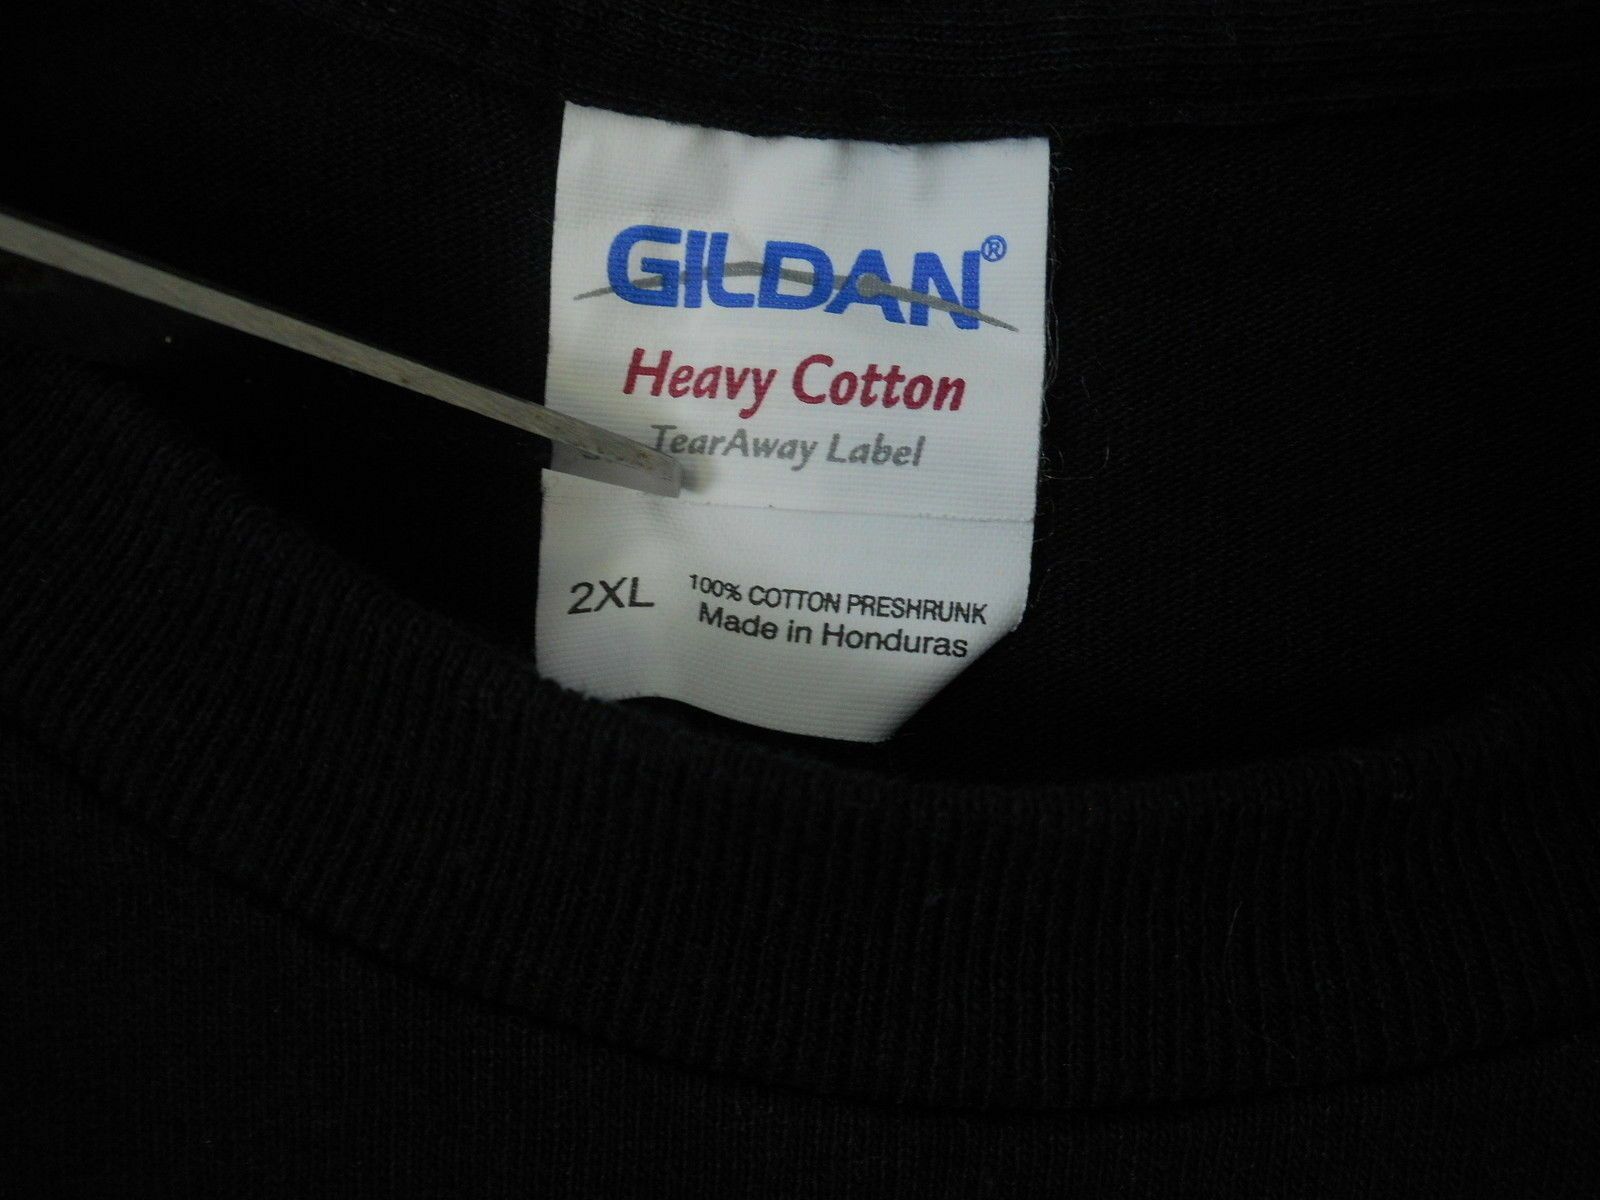 GILDAN®
Heavy Cotton
TearAway Label
2XL
100% COTTON PRESHRUNK
Made in Honduras